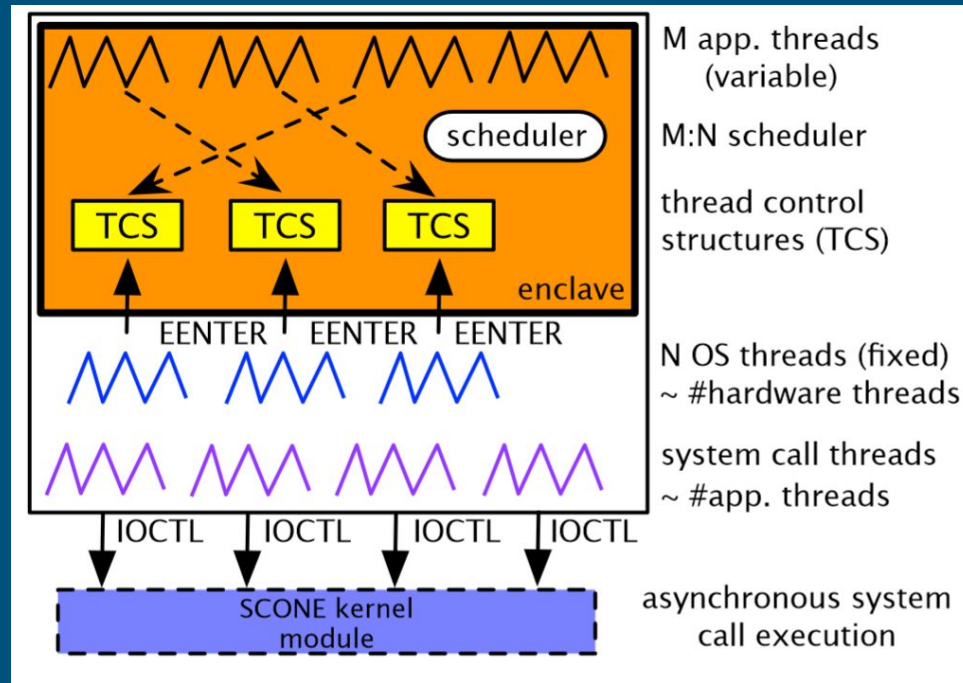 M app. threads
(variable)
scheduler
M:N scheduler
TCS TCS TCS
thread control
structures (TCS)
enclave
EENTER EENTER EENTER
N OS threads (fixed)
~ #hardware threads
system call threads
~ #app. threads
IOCTL IOCTL IOCTL IOCTL
SCONE kernel
module
asynchronous system
call execution